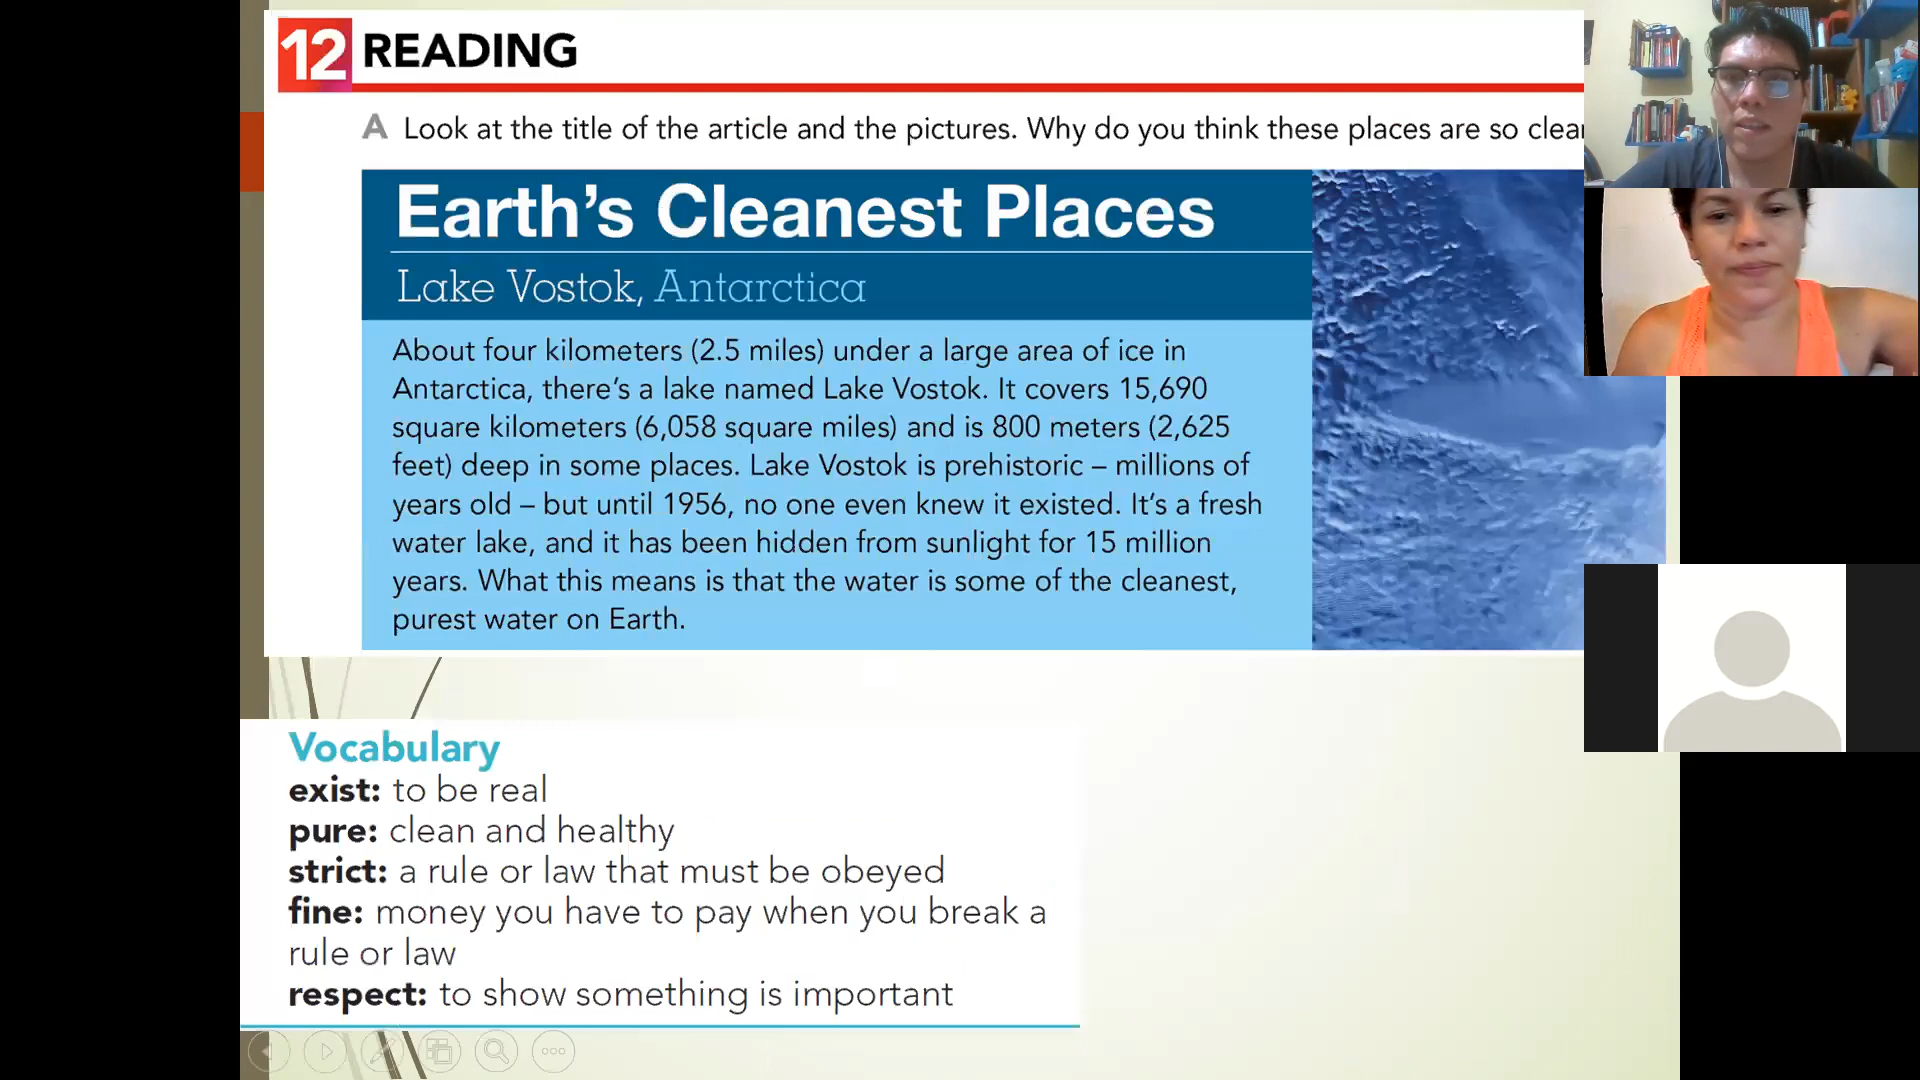 12 READING
A Look at the title of the article and the pictures. Why do you think these places are so
Earth's Cleanest Places
Lake Vostok, Antarctica
About four kilometers (2.5 miles) under a large area of ice in
Antarctica, there's a lake named Lake Vostok. It covers 15,690
square kilometers (6,058 square miles) and is 800 meters (2,625
feet) deep in some places. Lake Vostok is prehistoric – millions of
years old – but until 1956, no one even knew it existed. It's a fresh
water lake, and it has been hidden from sunlight for 15 million
years. What this means is that the water is some of the cleanest,
purest water on Earth.
Vocabulary
exist: to be real
pure: clean and healthy
strict: a rule or law that must be obeyed
fine: money you have to pay when you break a
rule or law
respect: to show something is important